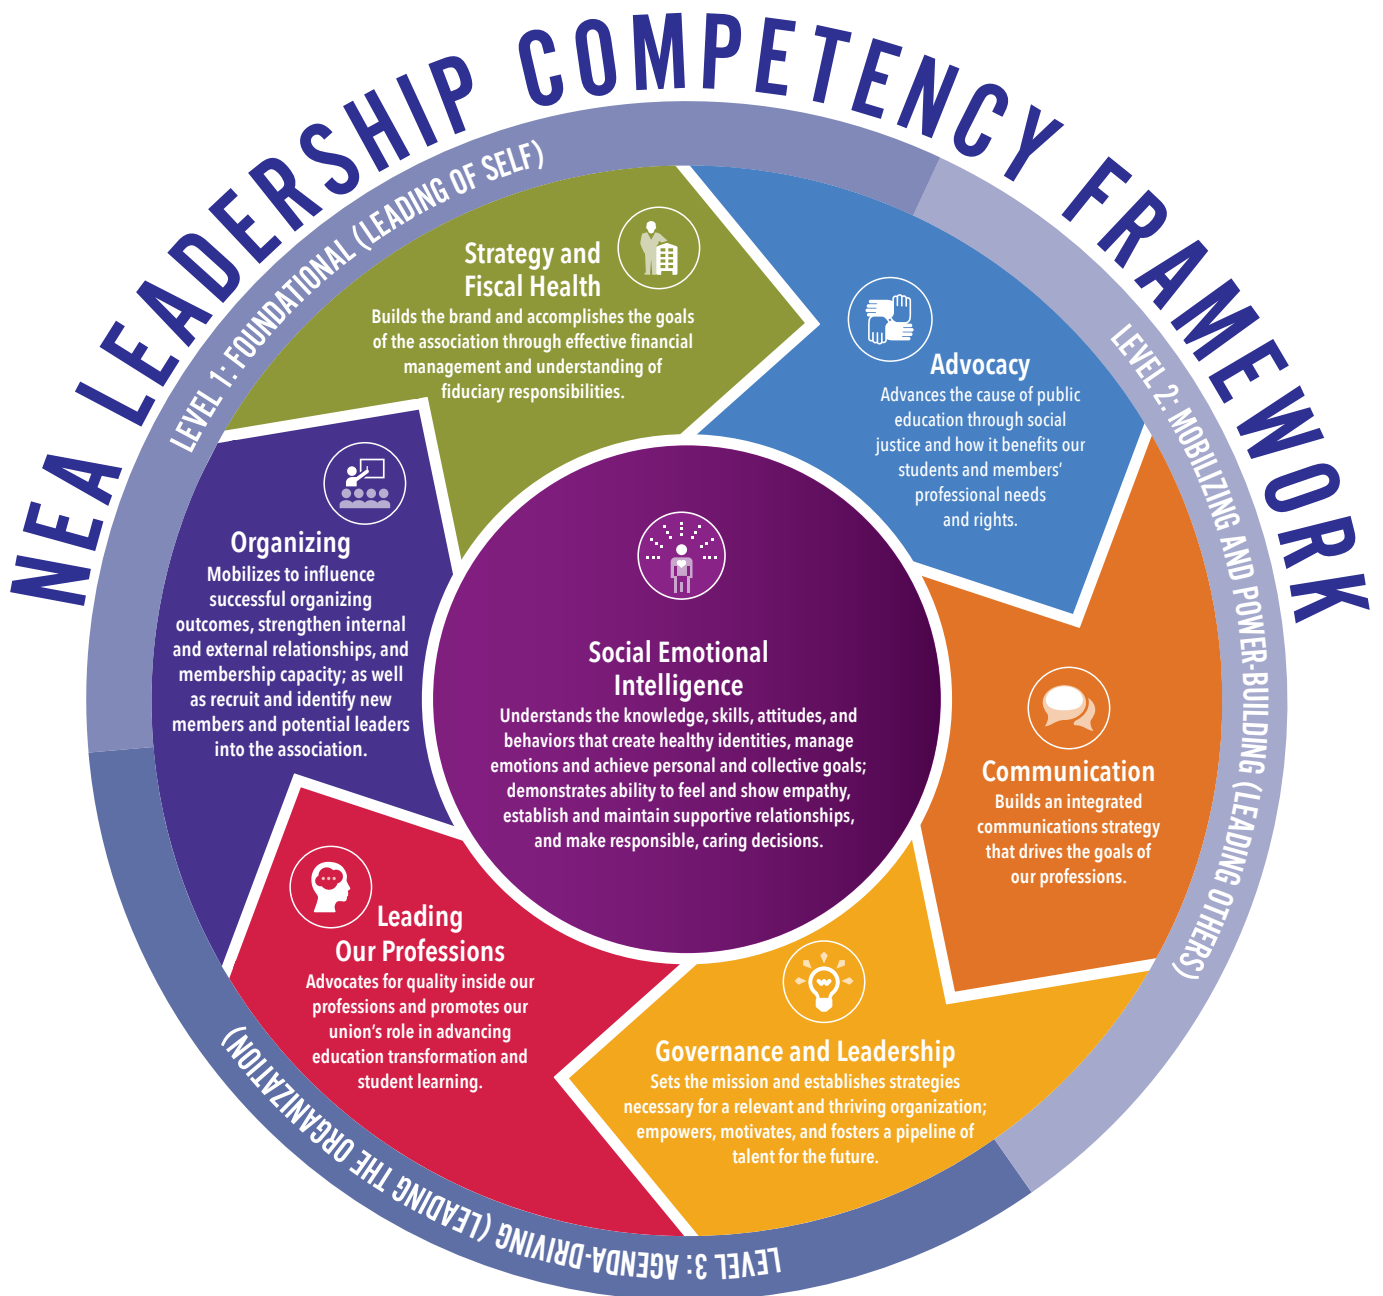 NEA LEADERSHIP COMPETENCY FRAMEWORK
LEVEL 1: FOUNDATIONAL (LEADING OF SELF)
LEVEL 2: MOBILIZING AND POWER-BUILDING (LEADING OTHERS)
LEVEL 3: AGENDA-DRIVING (LEADING THE ORGANIZATION)
Strategy and
Fiscal Health
Builds the brand and accomplishes the goals
of the association through effective financial
management and understanding of
fiduciary responsibilities.
Advocacy
Advances the cause of public
education through social
justice and how it benefits our
students and members’
professional needs
and rights.
Communication
Builds an integrated
communications strategy
that drives the goals of
our professions.
Governance and Leadership
Sets the mission and establishes strategies
necessary for a relevant and thriving organization;
empowers, motivates, and fosters a pipeline of
talent for the future.
Leading
Our Professions
Advocates for quality inside our
professions and promotes our
union’s role in advancing
education transformation and
student learning.
Organizing
Mobilizes to influence
successful organizing
outcomes, strengthen internal
and external relationships, and
membership capacity; as well
as recruit and identify new
members and potential leaders
into the association.
Social Emotional
Intelligence
Understands the knowledge, skills, attitudes, and
behaviors that create healthy identities, manage
emotions and achieve personal and collective goals;
demonstrates ability to feel and show empathy,
establish and maintain supportive relationships,
and make responsible, caring decisions.